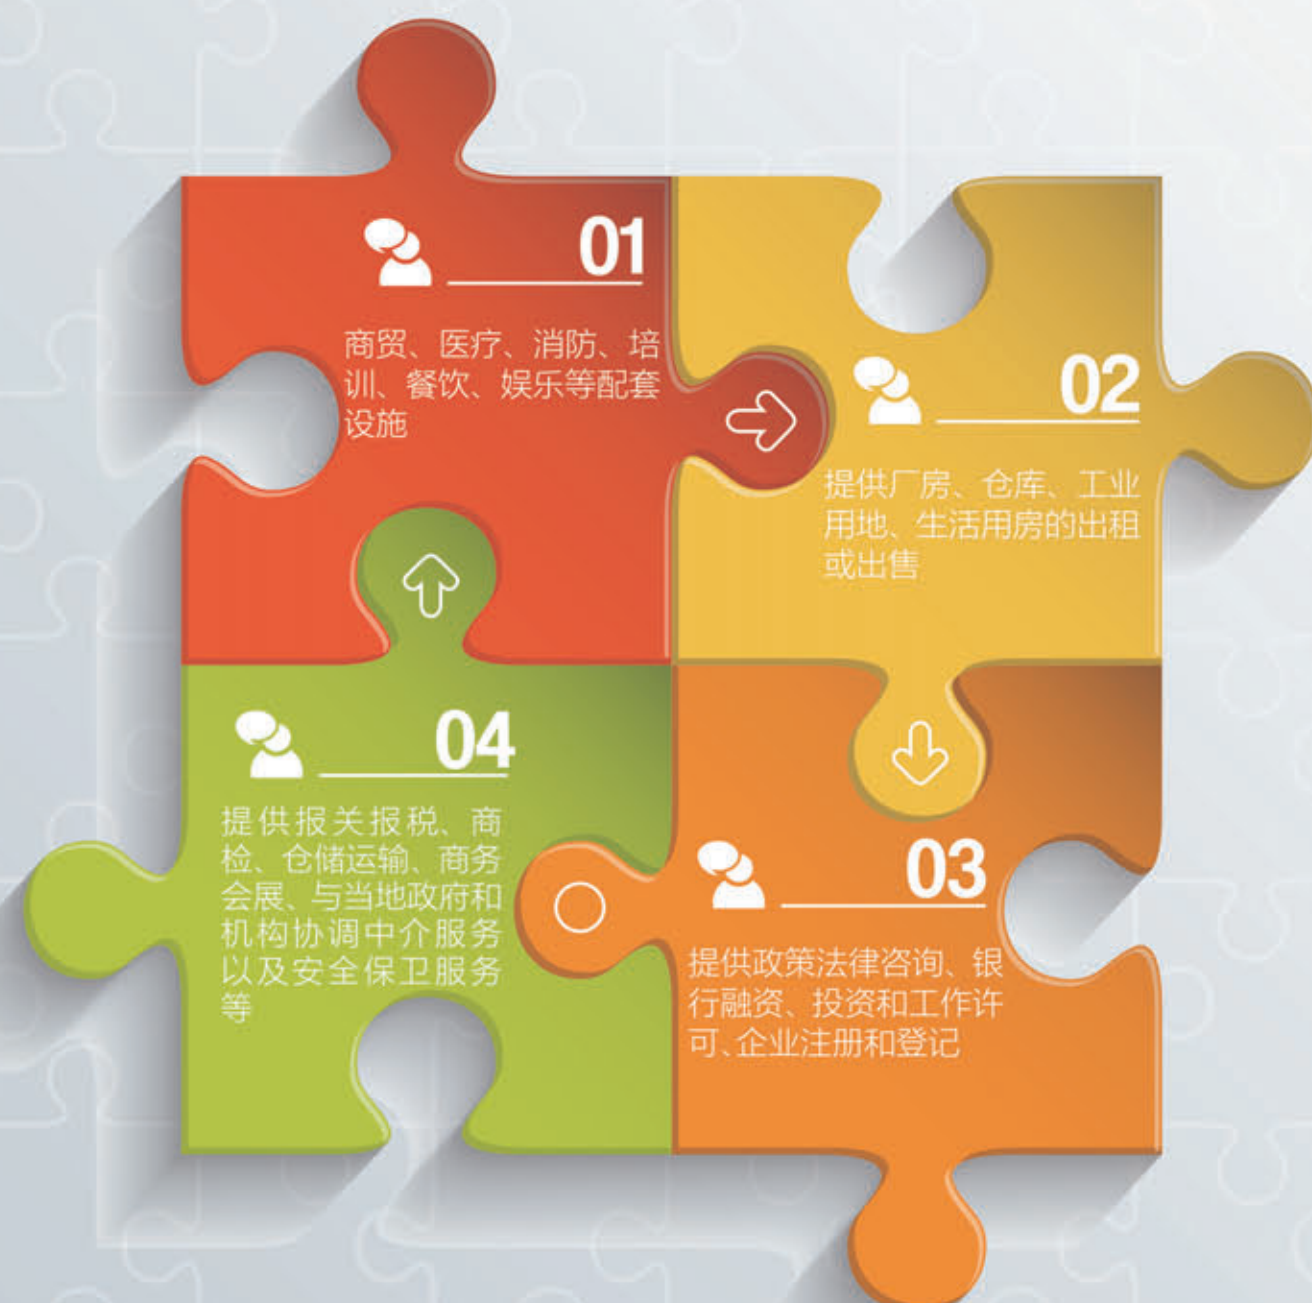 01
商贸、医疗、消防、培
训、餐饮、娱乐等配套
设施
02
提供厂房、仓库、工业
用地、生活用房的出租
或出售
03
提供政策法律咨询、银
行融资、投资和工作许
可、企业注册和登记
04
提供报关报税、商
检、仓储运输、商务
会展、与当地政府和
机构协调中介服务
以及安全保卫服务
等